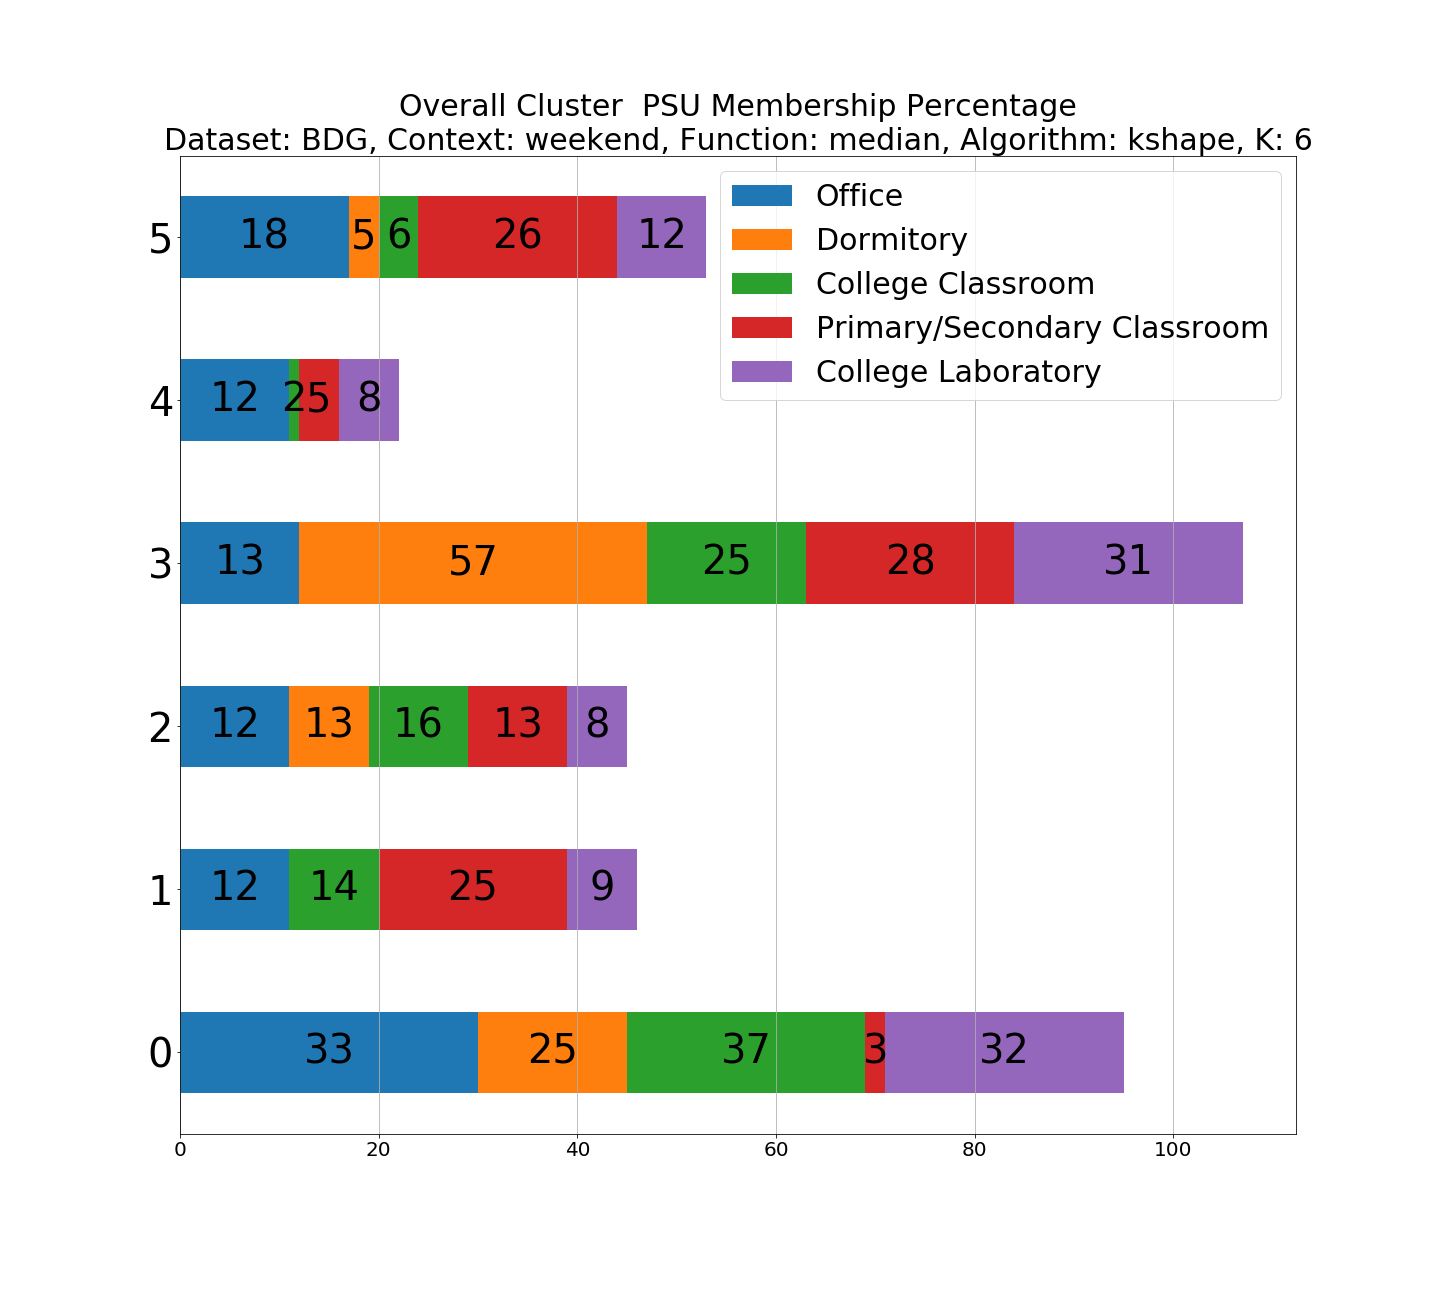 Overall Cluster  PSU Membership Percentage
Dataset: BDG, Context: weekend, Function: median, Algorithm: kshape, K: 6
Office
Dormitory
College Classroom
Primary/Secondary Classroom
College Laboratory
5 18 5 6 26 12
4 12 2 5 8
3 13 57 25 28 31
2 12 13 16 13 8
1 12 14 25 9
0 33 25 37 3 32
0 20 40 60 80 100